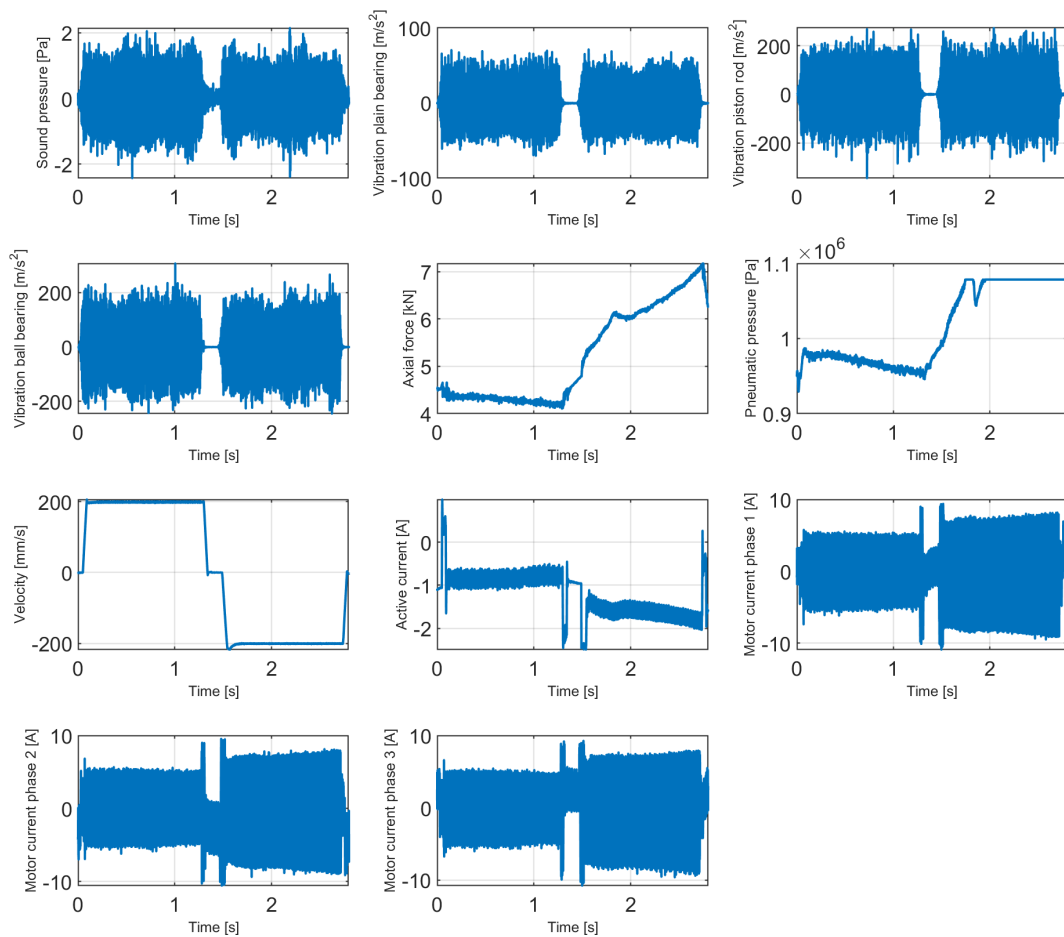 Sound pressure [Pa]
2
0
-2
0 1 2
Time [s]
Vibration plain bearing [m/s²]
100
0
-100
0 1 2
Time [s]
Vibration piston rod [m/s²]
200
0
-200
0 1 2
Time [s]
Vibration ball bearing [m/s²]
200
0
-200
0 1 2
Time [s]
Axial force [kN]
7
6
5
4
0 1 2
Time [s]
Pneumatic pressure [Pa]
×10⁶
1.1
1
0.9
0 1 2
Time [s]
Velocity [mm/s]
200
0
-200
0 1 2
Time [s]
Active current [A]
0
-1
-2
0 1 2
Time [s]
Motor current phase 1 [A]
10
0
-10
0 1 2
Time [s]
Motor current phase 2 [A]
10
0
-10
0 1 2
Time [s]
Motor current phase 3 [A]
10
0
-10
0 1 2
Time [s]